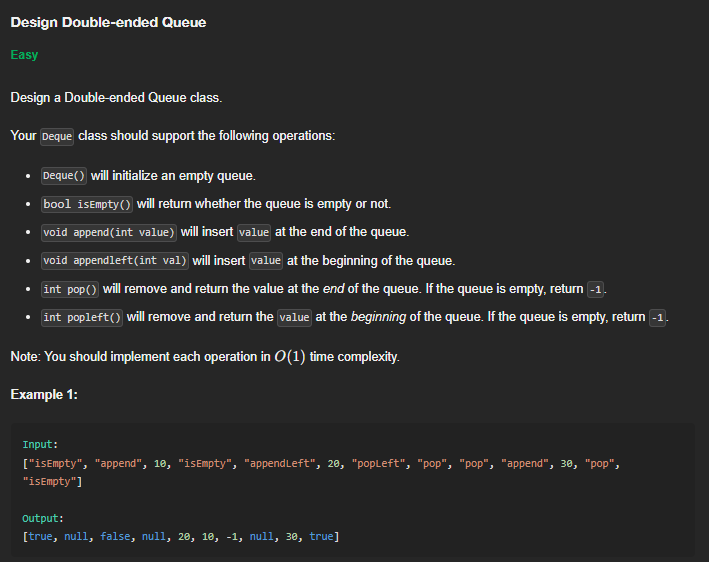 Design Double-ended Queue
Easy
Design a Double-ended Queue class.
Your Deque class should support the following operations:
• Deque() will initialize an empty queue.
• bool isEmpty() will return whether the queue is empty or not.
• void append(int value) will insert value at the end of the queue.
• void appendleft(int val) will insert value at the beginning of the queue.
• int pop() will remove and return the value at the end of the queue. If the queue is empty, return -1.
• int popleft() will remove and return the value at the beginning of the queue. If the queue is empty, return -1.
Note: You should implement each operation in O(1) time complexity.
Example 1:
Input:
["isEmpty", "append", 10, "isEmpty", "appendLeft", 20, "popLeft", "pop", "pop", "append", 30, "pop",
"isEmpty"]
Output:
[true, null, false, null, 20, 10, -1, null, 30, true]